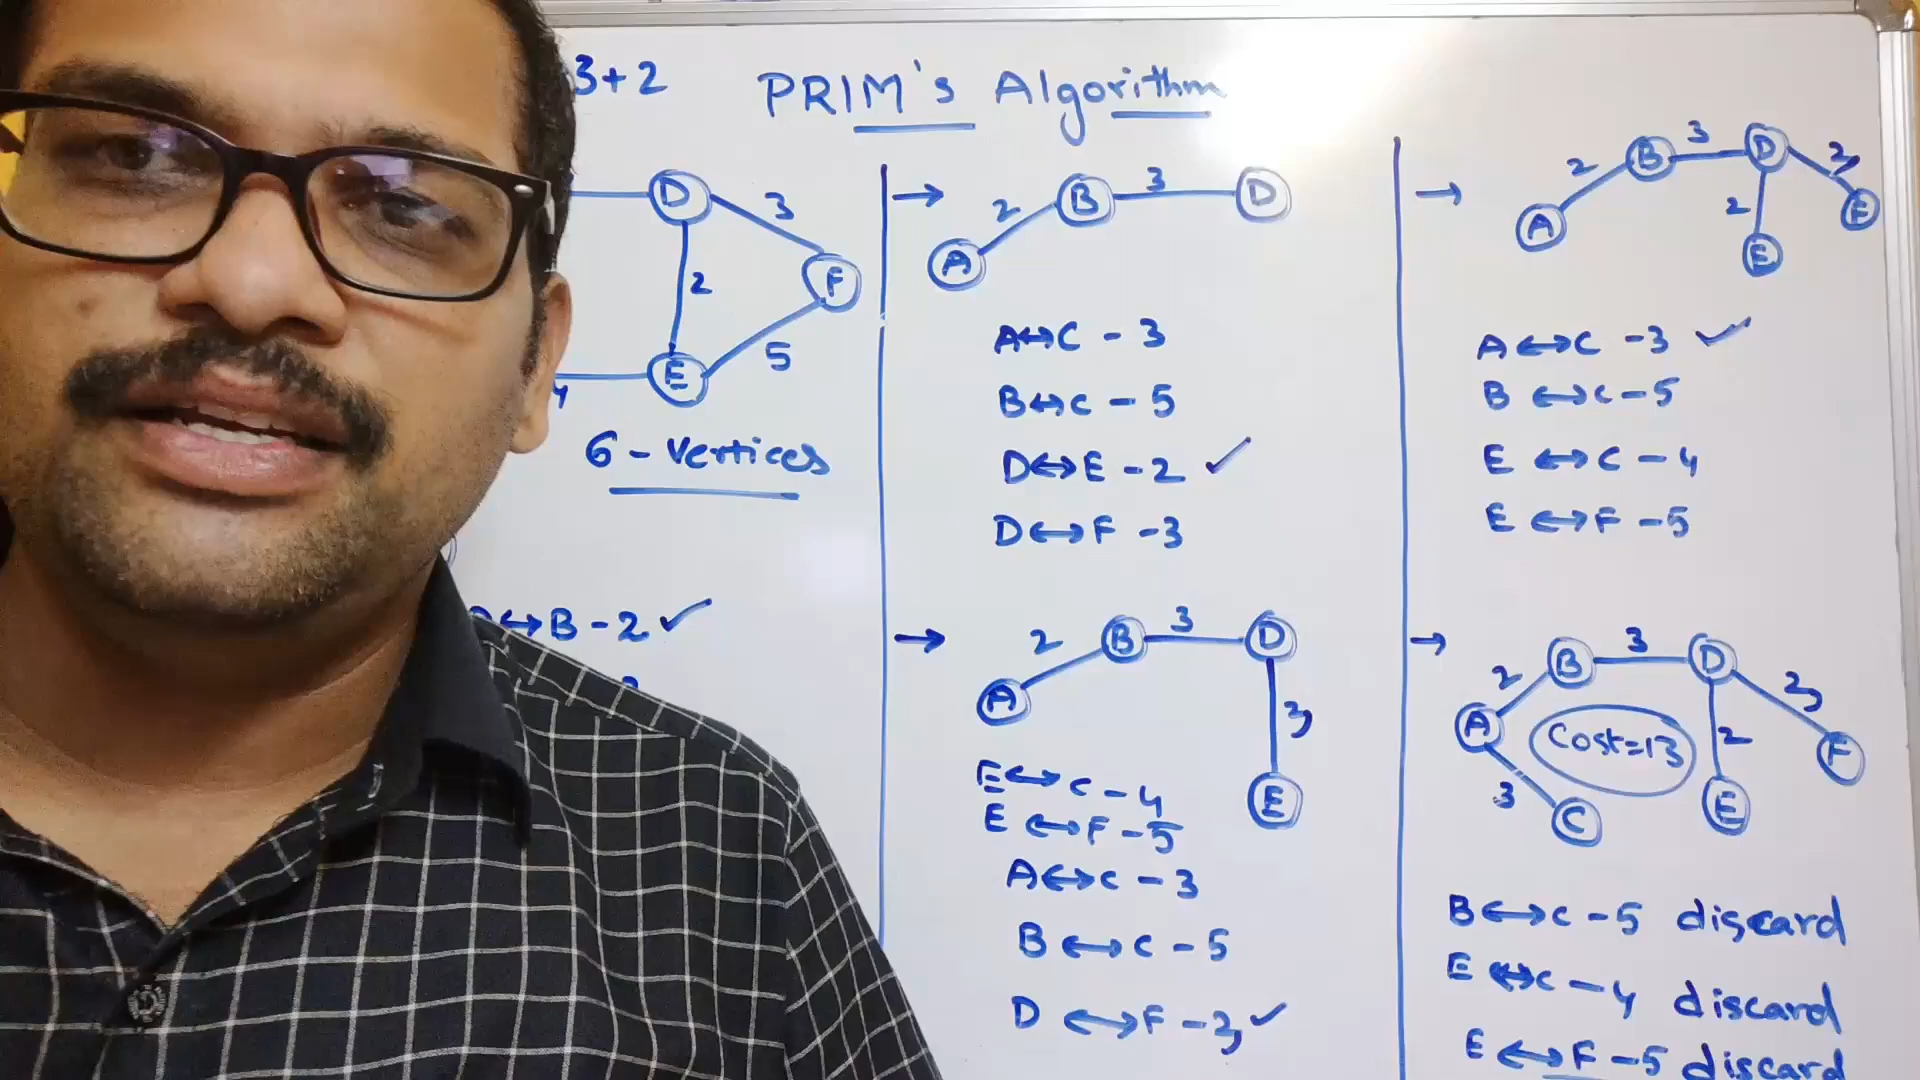 3+2
PRIM's Algorithm
D
3
2
F
E
5
4
6 - Vertices
↔B - 2 ✓
→
2
B
3
D
A
A↔C - 3
B↔C - 5
D↔E - 2 ✓
D↔F - 3
→
2
B
3
D
A
3
E
E↔C - 4
E↔F - 5
A↔C - 3
B↔C - 5
D↔F - 3 ✓
→
2
B
3
D
3
A
2
E
F
A↔C - 3 ✓
B↔C - 5
E↔C - 4
E↔F - 5
→
2
B
3
D
3
A
Cost=13
2
F
3
C
E
B↔C - 5 discard
E↔C - 4 discard
E↔F - 5 discard